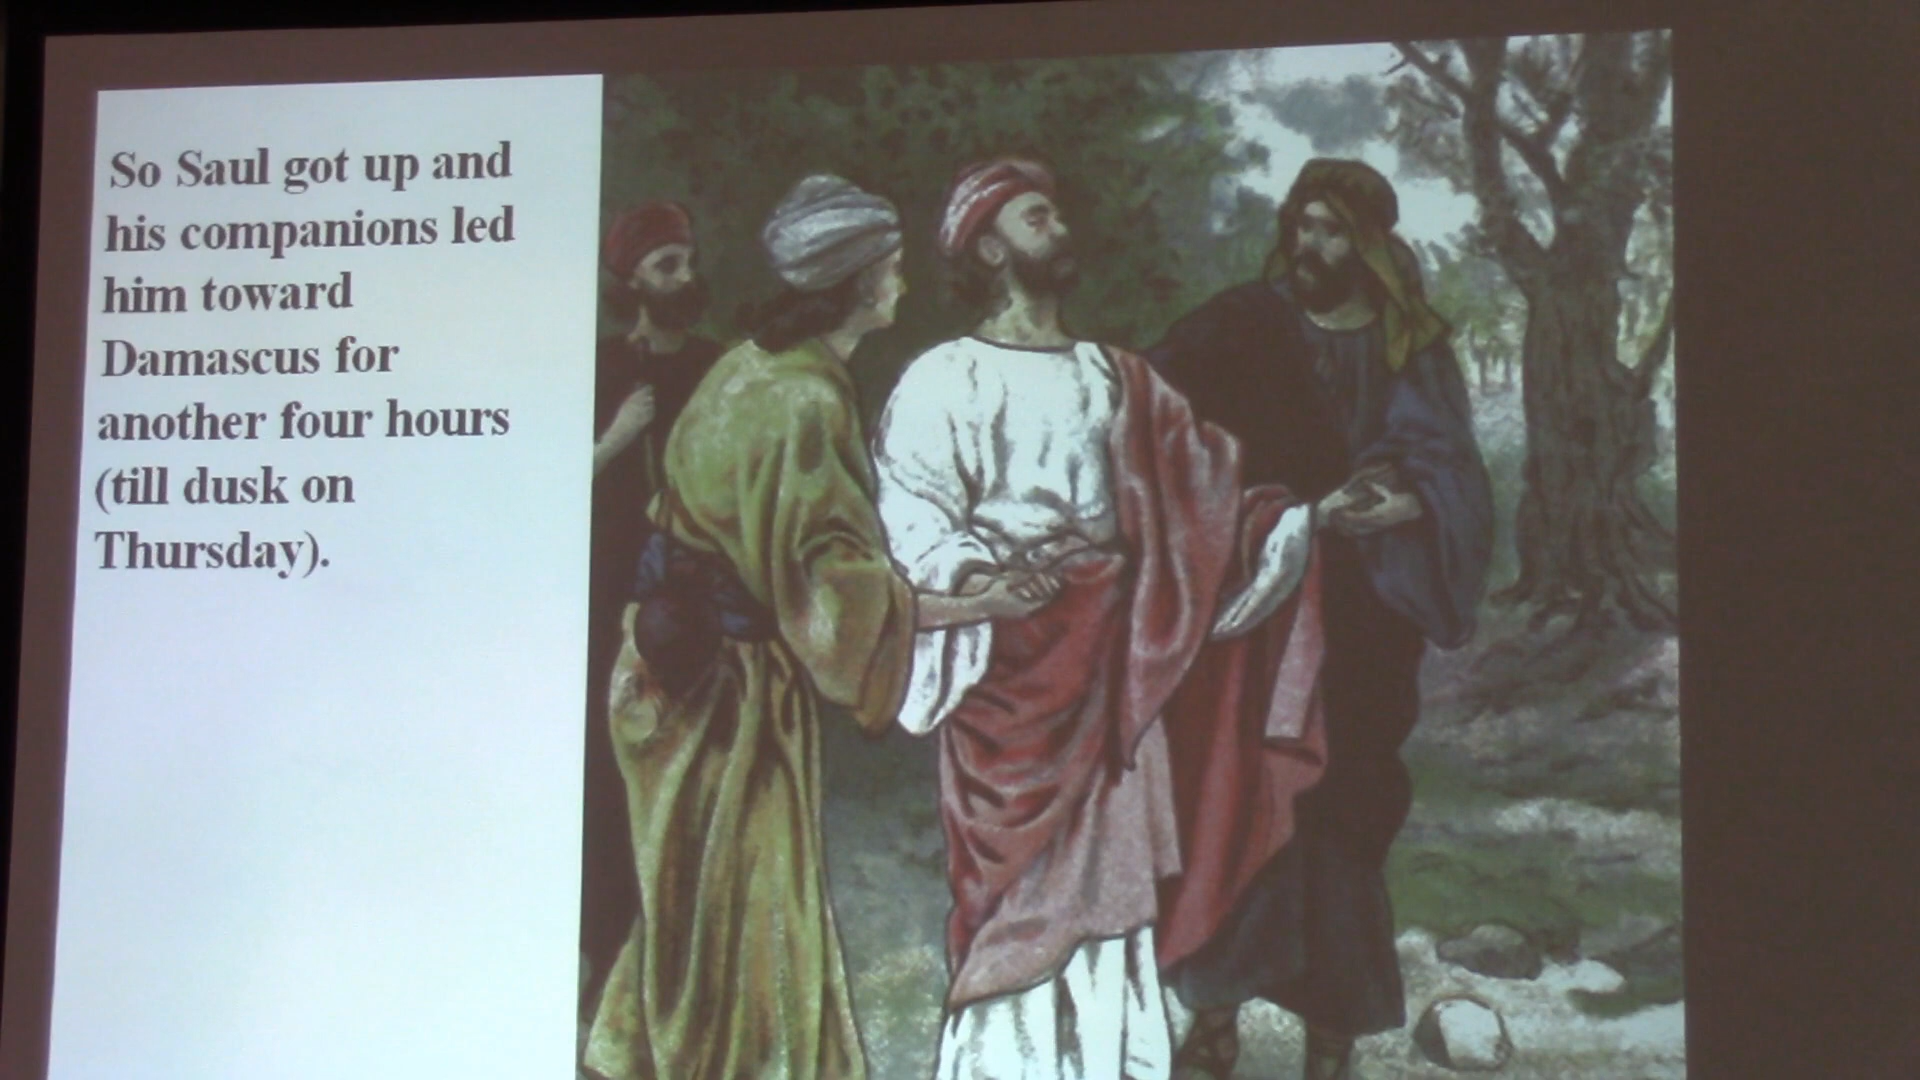 So Saul got up and
his companions led
him toward
Damascus for
another four hours
(till dusk on
Thursday).